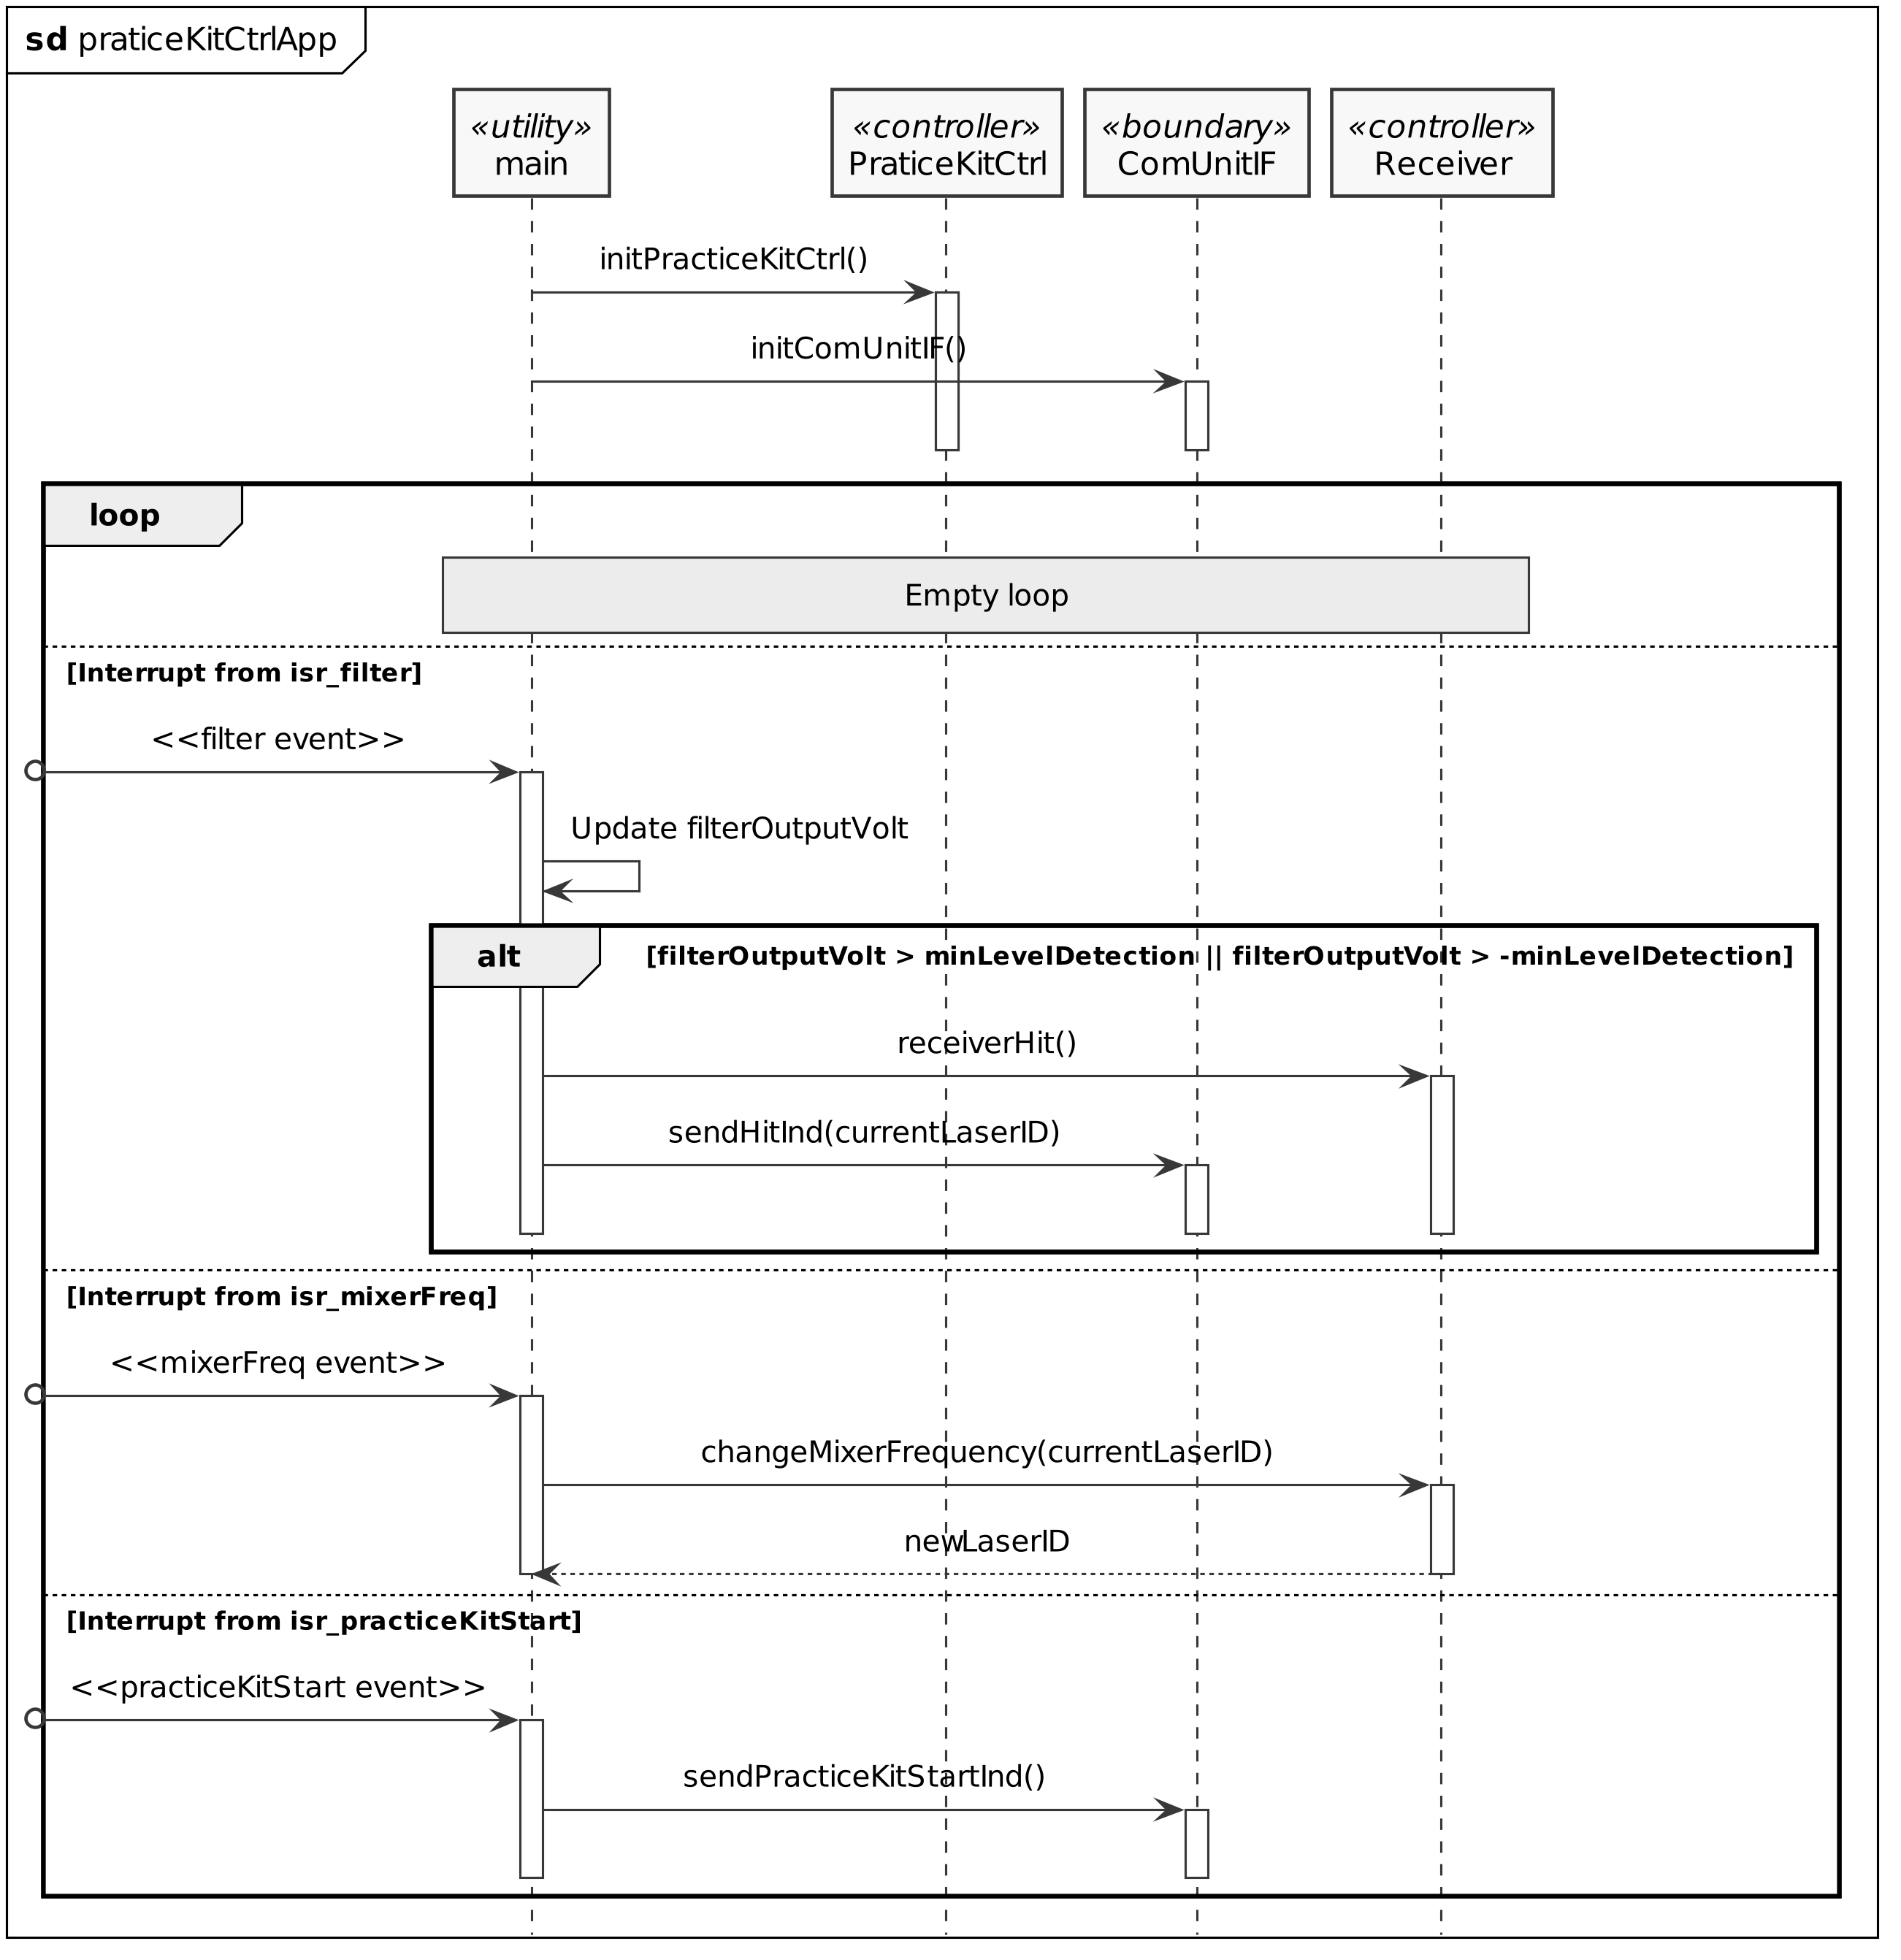 sd praticeKitCtrlApp
«utility»
main
«controller»
PraticeKitCtrl
«boundary»
ComUnitIF
«controller»
Receiver
initPracticeKitCtrl()
initComUnitIF()
loop
Empty loop
[Interrupt from isr_filter]
<<filter event>>
Update filterOutputVolt
alt [filterOutputVolt > minLevelDetection || filterOutputVolt > -minLevelDetection]
receiverHit()
sendHitInd(currentLaserID)
[Interrupt from isr_mixerFreq]
<<mixerFreq event>>
changeMixerFrequency(currentLaserID)
newLaserID
[Interrupt from isr_practiceKitStart]
<<practiceKitStart event>>
sendPracticeKitStartInd()